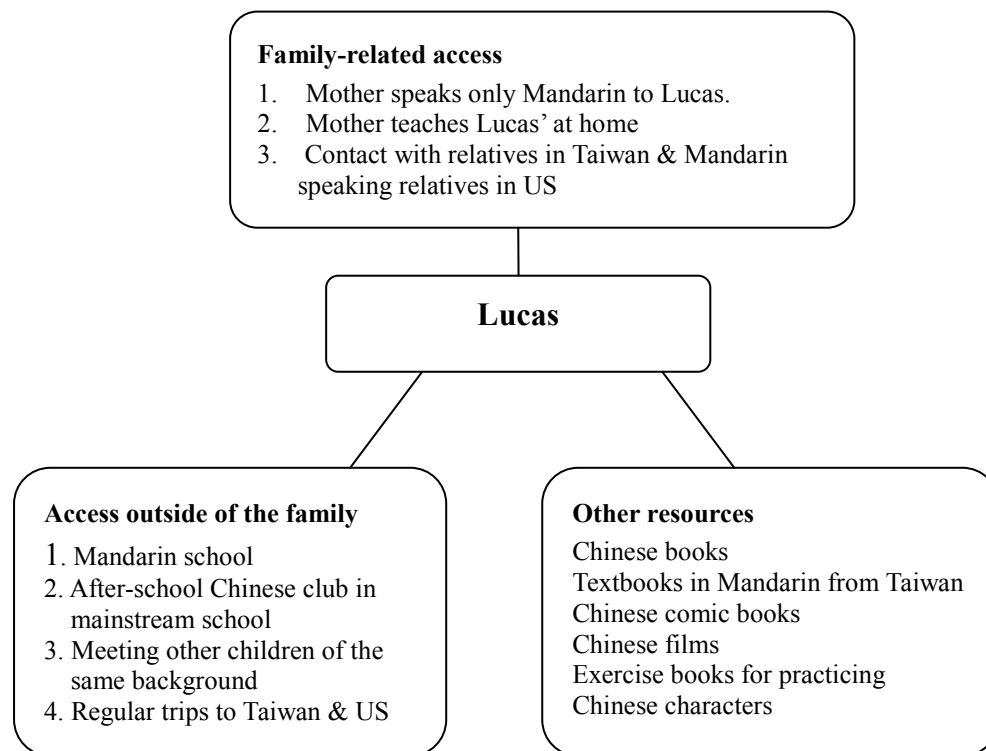 Family-related access
1. Mother speaks only Mandarin to Lucas.
2. Mother teaches Lucas’ at home
3. Contact with relatives in Taiwan & Mandarin
speaking relatives in US
Lucas
Access outside of the family
1. Mandarin school
2. After-school Chinese club in
mainstream school
3. Meeting other children of the
same background
4. Regular trips to Taiwan & US
Other resources
Chinese books
Textbooks in Mandarin from Taiwan
Chinese comic books
Chinese films
Exercise books for practicing
Chinese characters